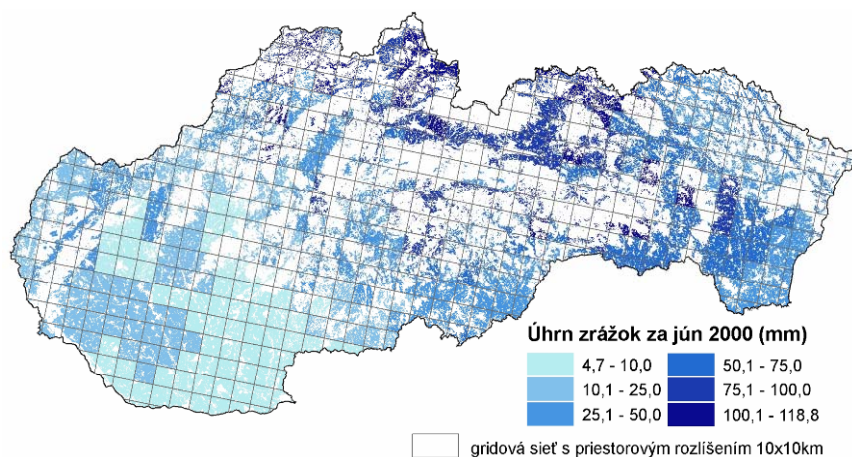 Úhrn zrážok za jún 2000 (mm)
4,7 - 10,0
50,1 - 75,0
10,1 - 25,0
75,1 - 100,0
25,1 - 50,0
100,1 - 118,8
gridová sieť s priestorovým rozlíšením 10x10km